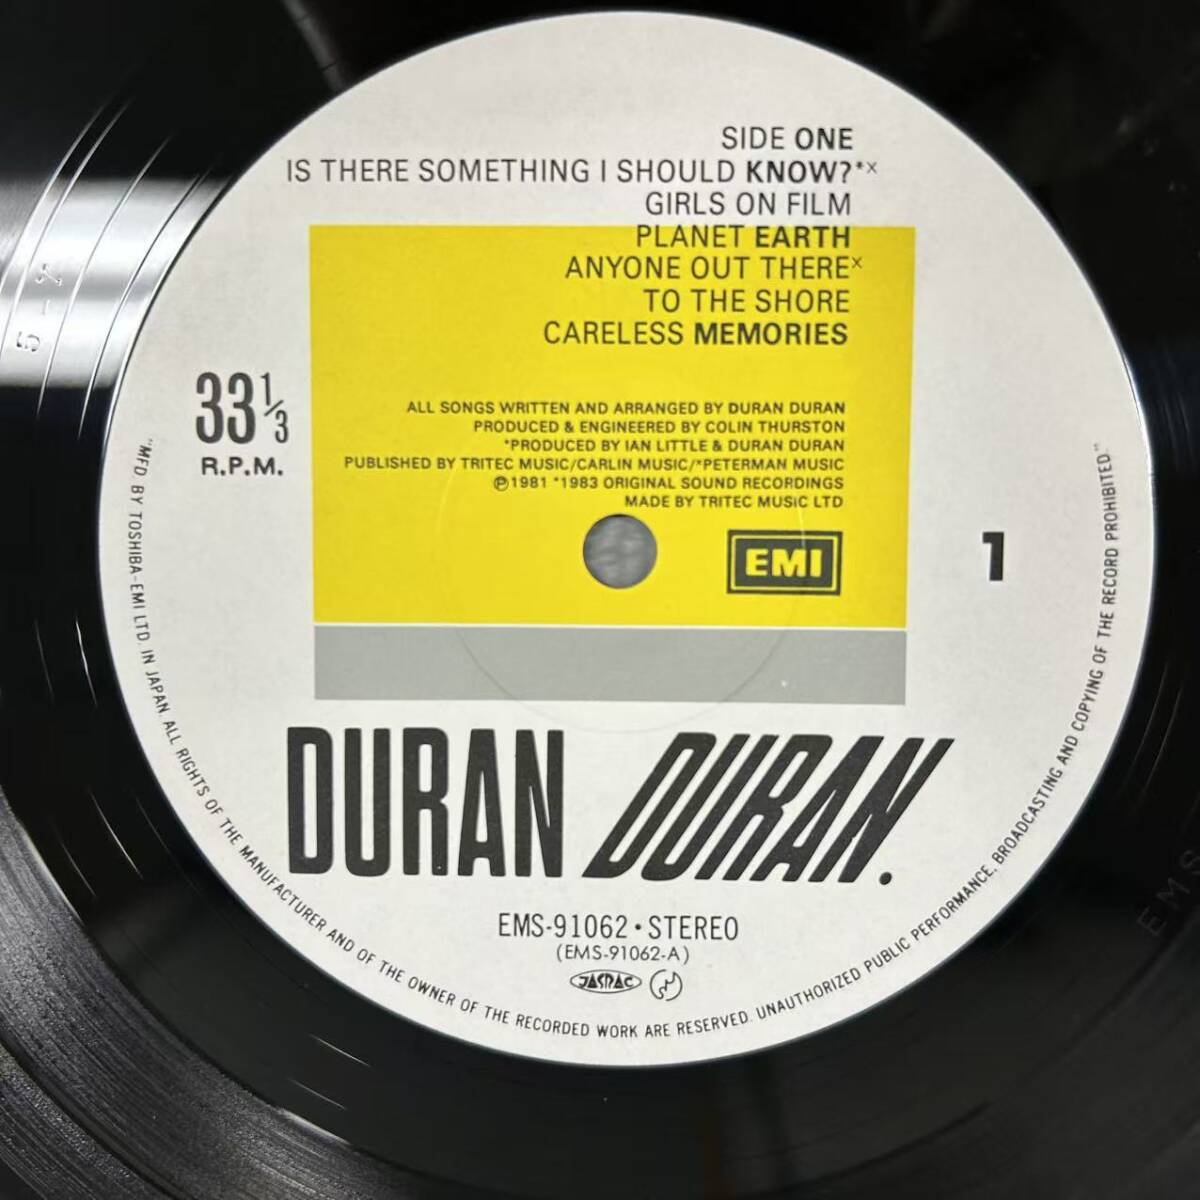 SIDE ONE
IS THERE SOMETHING I SHOULD KNOW?*×
GIRLS ON FILM
PLANET EARTH
ANYONE OUT THERE×
TO THE SHORE
CARELESS MEMORIES
33 1/3
R.P.M.
ALL SONGS WRITTEN AND ARRANGED BY DURAN DURAN
PRODUCED & ENGINEERED BY COLIN THURSTON
*PRODUCED BY IAN LITTLE & DURAN DURAN
PUBLISHED BY TRITEC MUSIC/CARLIN MUSIC/×PETERMAN MUSIC
℗1981 *1983 ORIGINAL SOUND RECORDINGS
MADE BY TRITEC MUSIC LTD
EMI
1
DURAN DURAN.
EMS-91062・STEREO
(EMS-91062-A)
JASRAC
"MFD. BY TOSHIBA-EMI LTD. IN JAPAN. ALL RIGHTS OF THE MANUFACTURER AND OF THE OWNER OF THE RECORDED WORK ARE RESERVED. UNAUTHORIZED PUBLIC PERFORMANCE, BROADCASTING AND COPYING OF THE RECORD PROHIBITED."
EMS